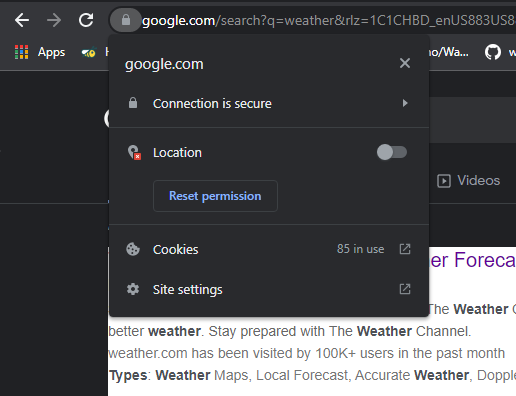 google.com/search?q=weather&rlz=1C1CHBD_enUS883US8
Apps
no/Wa...
w
google.com
Connection is secure
Location
Videos
Reset permission
Cookies
85 in use
er Foreca
Site settings
The Weather
better weather. Stay prepared with The Weather Channel.
weather.com has been visited by 100K+ users in the past month
Types: Weather Maps, Local Forecast, Accurate Weather, Dopple